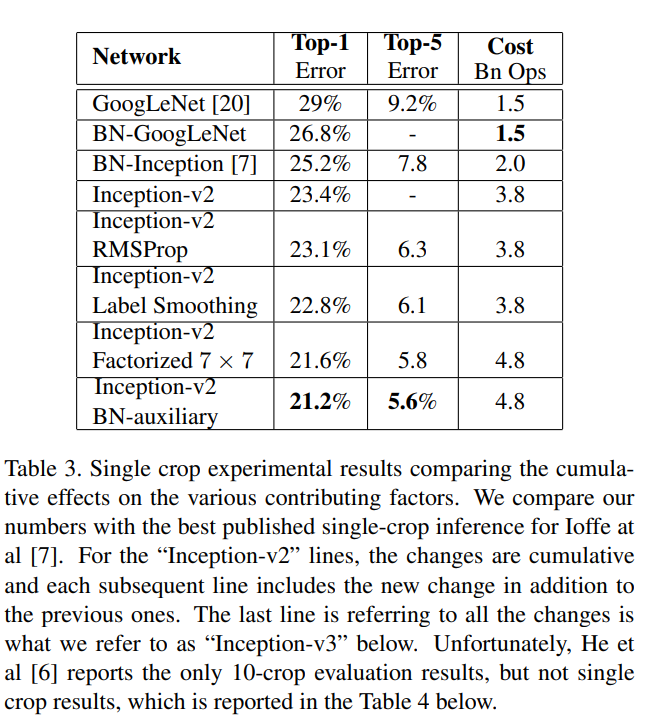 Network Top-1 Error Top-5 Error Cost Bn Ops
GoogLeNet [20] 29% 9.2% 1.5
BN-GoogLeNet 26.8% - 1.5
BN-Inception [7] 25.2% 7.8 2.0
Inception-v2 23.4% - 3.8
Inception-v2
RMSProp 23.1% 6.3 3.8
Inception-v2
Label Smoothing 22.8% 6.1 3.8
Inception-v2
Factorized 7 × 7 21.6% 5.8 4.8
Inception-v2
BN-auxiliary 21.2% 5.6% 4.8
Table 3. Single crop experimental results comparing the cumula-
tive effects on the various contributing factors. We compare our
numbers with the best published single-crop inference for Ioffe at
al [7]. For the “Inception-v2” lines, the changes are cumulative
and each subsequent line includes the new change in addition to
the previous ones. The last line is referring to all the changes is
what we refer to as “Inception-v3” below. Unfortunately, He et
al [6] reports the only 10-crop evaluation results, but not single
crop results, which is reported in the Table 4 below.